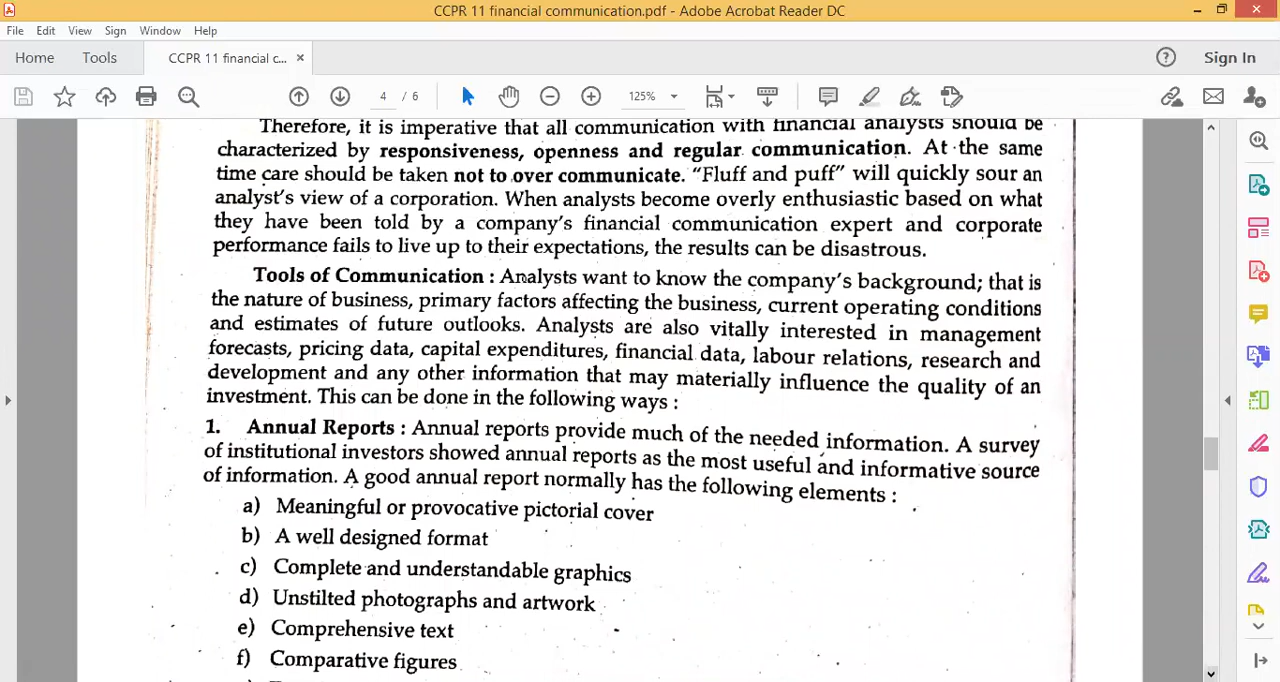 CCPR 11 financial communication.pdf - Adobe Acrobat Reader DC
File Edit View Sign Window Help
Home Tools CCPR 11 financial c... × Sign In
4 / 6 125%
Therefore, it is imperative that all communication with financial analysts should be
characterized by responsiveness, openness and regular communication. At the same
time care should be taken not to over communicate. “Fluff and puff” will quickly sour an
analyst's view of a corporation. When analysts become overly enthusiastic based on what
they have been told by a company's financial communication expert and corporate
performance fails to live up to their expectations, the results can be disastrous.
Tools of Communication : Analysts want to know the company's background; that is
the nature of business, primary factors affecting the business, current operating conditions
and estimates of future outlooks. Analysts are also vitally interested in management
forecasts, pricing data, capital expenditures, financial data, labour relations, research and
development and any other information that may materially influence the quality of an
investment. This can be done in the following ways :
1. Annual Reports : Annual reports provide much of the needed information. A survey
of institutional investors showed annual reports as the most useful and informative source
of information. A good annual report normally has the following elements :
a) Meaningful or provocative pictorial cover
b) A well designed format
c) Complete and understandable graphics
d) Unstilted photographs and artwork
e) Comprehensive text
f) Comparative figures